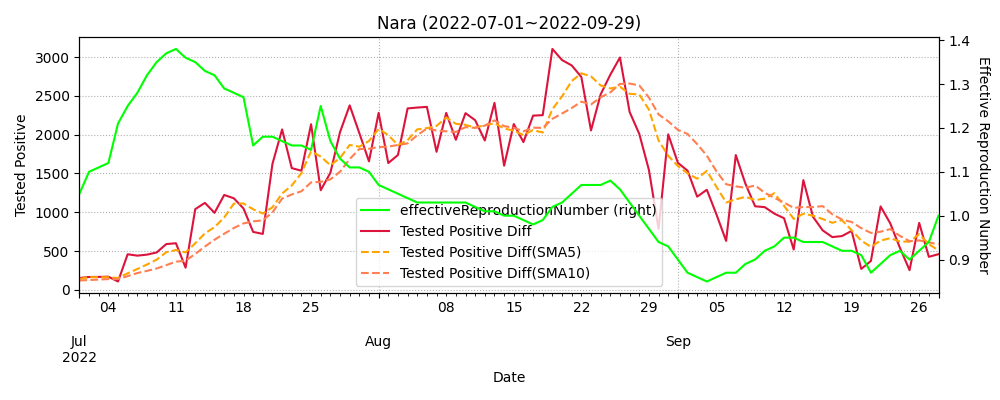 Nara (2022-07-01~2022-09-29)
Tested Positive
3000
2500
2000
1500
1000
500
0
1.4
1.3
1.2
1.1
1.0
0.9
Effective Reproduction Number
effectiveReproductionNumber (right)
Tested Positive Diff
Tested Positive Diff(SMA5)
Tested Positive Diff(SMA10)
04 11 18 25 08 15 22 29 05 12 19 26
Jul Aug Sep
2022
Date